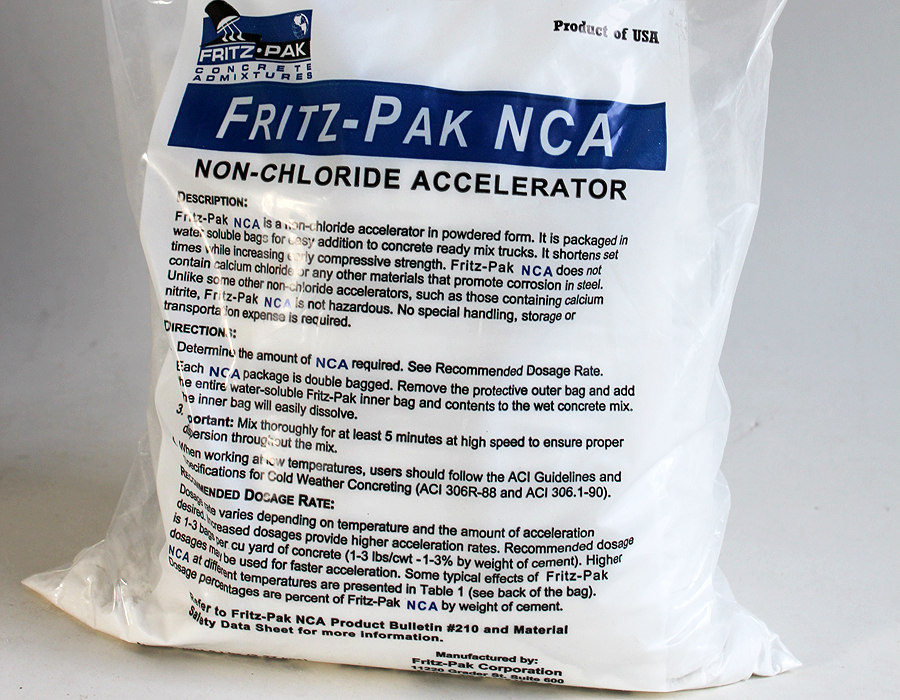 Product of USA
FRITZ-PAK
CONCRETE
ADMIXTURES
FRITZ-PAK NCA
NON-CHLORIDE ACCELERATOR
DESCRIPTION:
Fritz-Pak NCA is a non-chloride accelerator in powdered form. It is packaged in
water soluble bags for easy addition to concrete ready mix trucks. It shortens set
times while increasing early compressive strength. Fritz-Pak NCA does not
contain calcium chloride or any other materials that promote corrosion in steel.
Unlike some other non-chloride accelerators, such as those containing calcium
nitrite, Fritz-Pak NCA is not hazardous. No special handling, storage or
transportation expense is required.
DIRECTIONS:
Determine the amount of NCA required. See Recommended Dosage Rate.
Each NCA package is double bagged. Remove the protective outer bag and add
the entire water-soluble Fritz-Pak inner bag and contents to the wet concrete mix.
The inner bag will easily dissolve.
3. portant: Mix thoroughly for at least 5 minutes at high speed to ensure proper
dispersion throughout the mix.
When working at low temperatures, users should follow the ACI Guidelines and
Specifications for Cold Weather Concreting (ACI 306R-88 and ACI 306.1-90).
RECOMMENDED DOSAGE RATE:
Dosage rate varies depending on temperature and the amount of acceleration
desired. Increased dosages provide higher acceleration rates. Recommended dosage
is 1-3 bags per cu yard of concrete (1-3 lbs/cwt -1-3% by weight of cement). Higher
dosages may be used for faster acceleration. Some typical effects of Fritz-Pak
NCA at different temperatures are presented in Table 1 (see back of the bag).
Dosage percentages are percent of Fritz-Pak NCA by weight of cement.
Refer to Fritz-Pak NCA Product Bulletin #210 and Material
Safety Data Sheet for more information.
Manufactured by:
Fritz-Pak Corporation
11220 Grader St. Suite 600